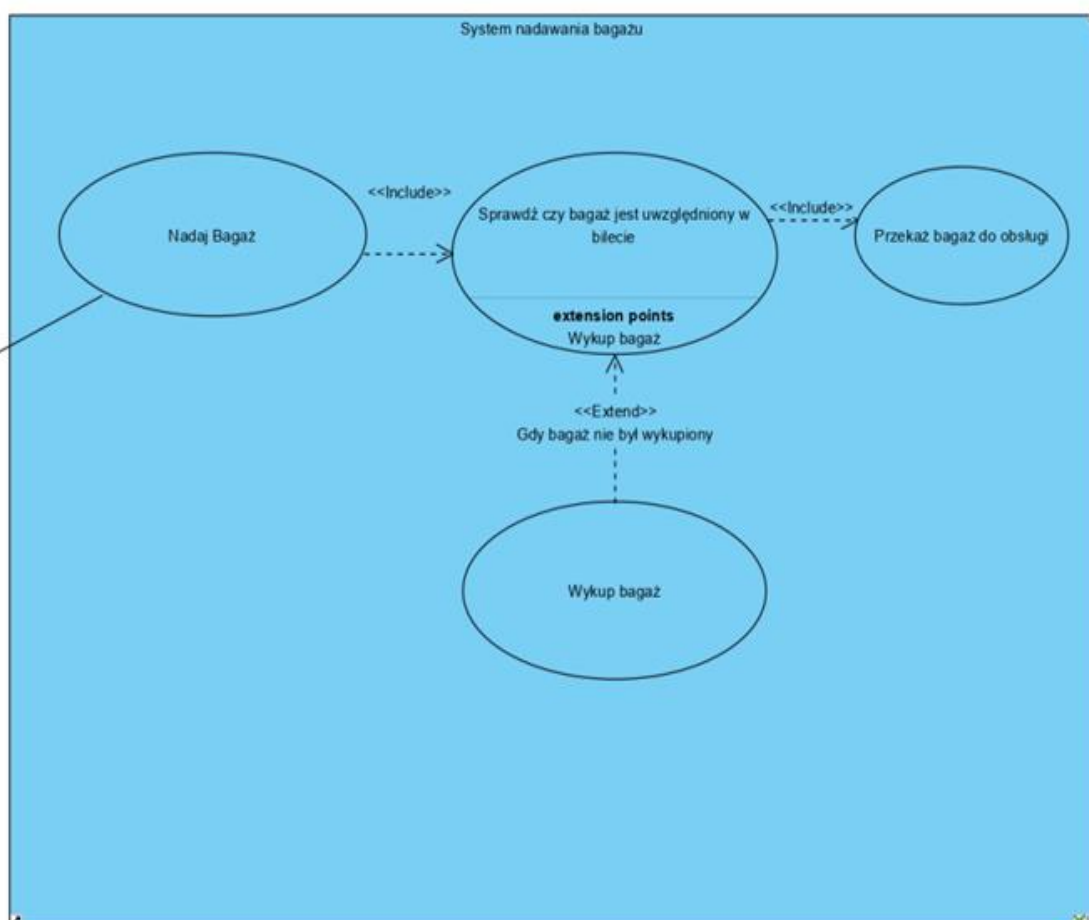 System nadawania bagażu
Nadaj Bagaż
<<Include>>
Sprawdź czy bagaż jest uwzględniony w
bilecie
extension points
Wykup bagaż
<<Include>>
Przekaż bagaż do obsługi
<<Extend>>
Gdy bagaż nie był wykupiony
Wykup bagaż